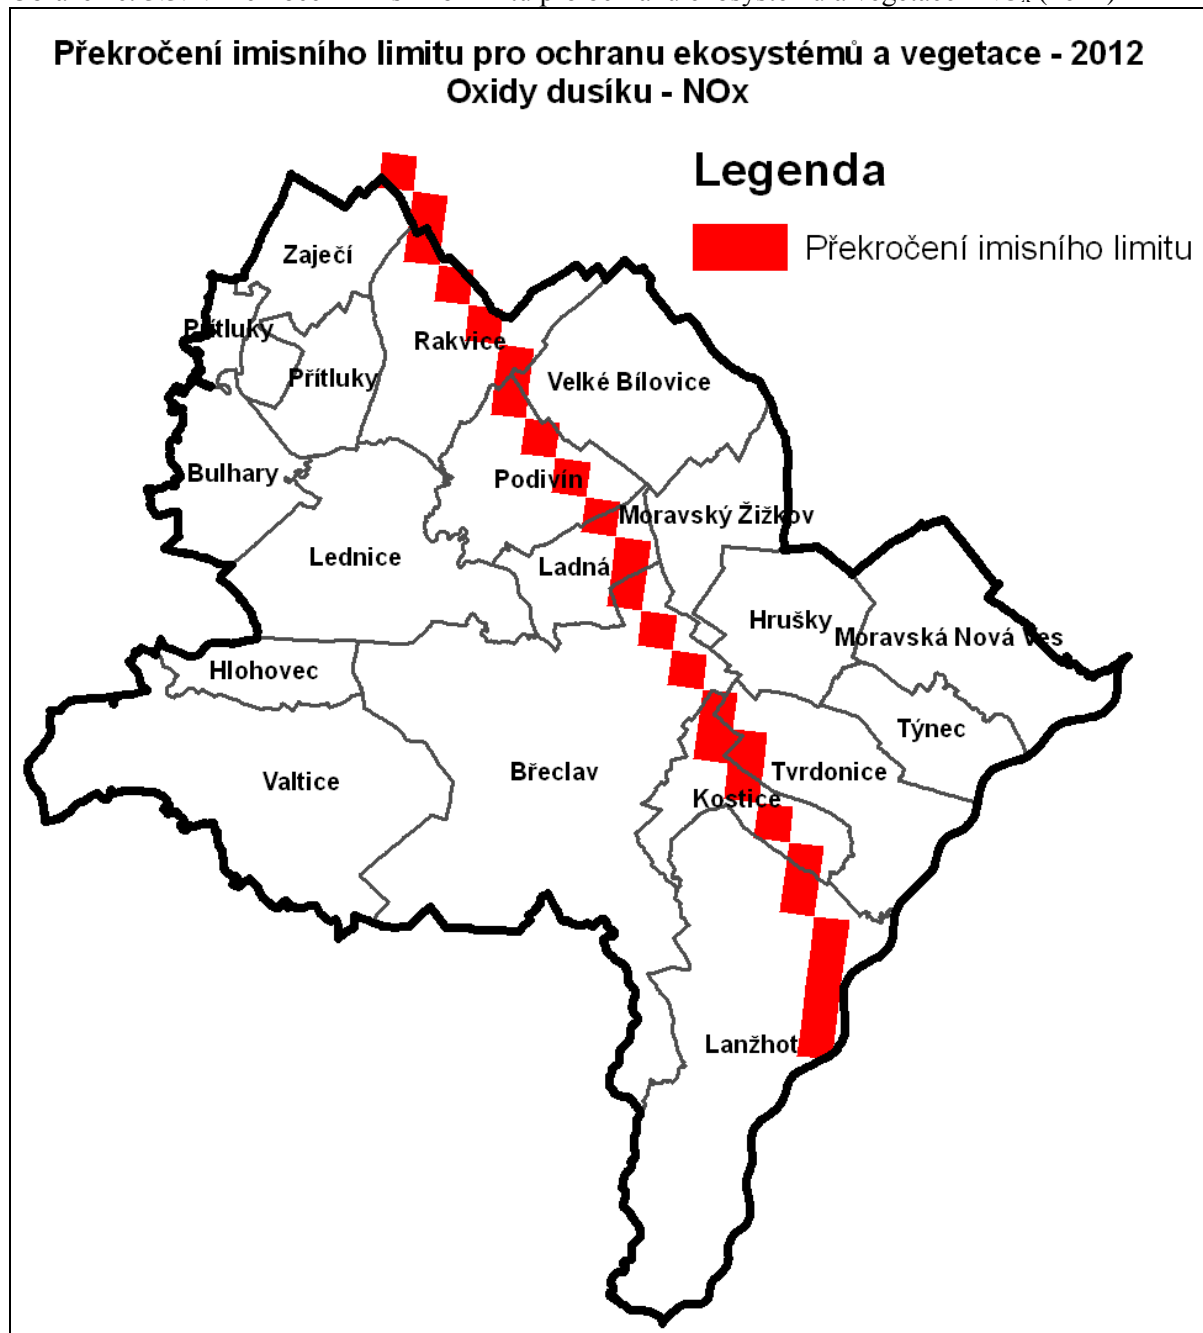 Překročení imisního limitu pro ochranu ekosystémů a vegetace - 2012
Oxidy dusíku - NOx
Legenda
Překročení imisního limitu
Zaječí
Přítluky
Rakvice
Přítluky
Velké Bílovice
Bulhary
Podivín
Moravský Žižkov
Lednice
Ladná
Hrušky
Moravská Nová Ves
Hlohovec
Týnec
Valtice
Břeclav
Tvrdonice
Kostice
Lanžhot